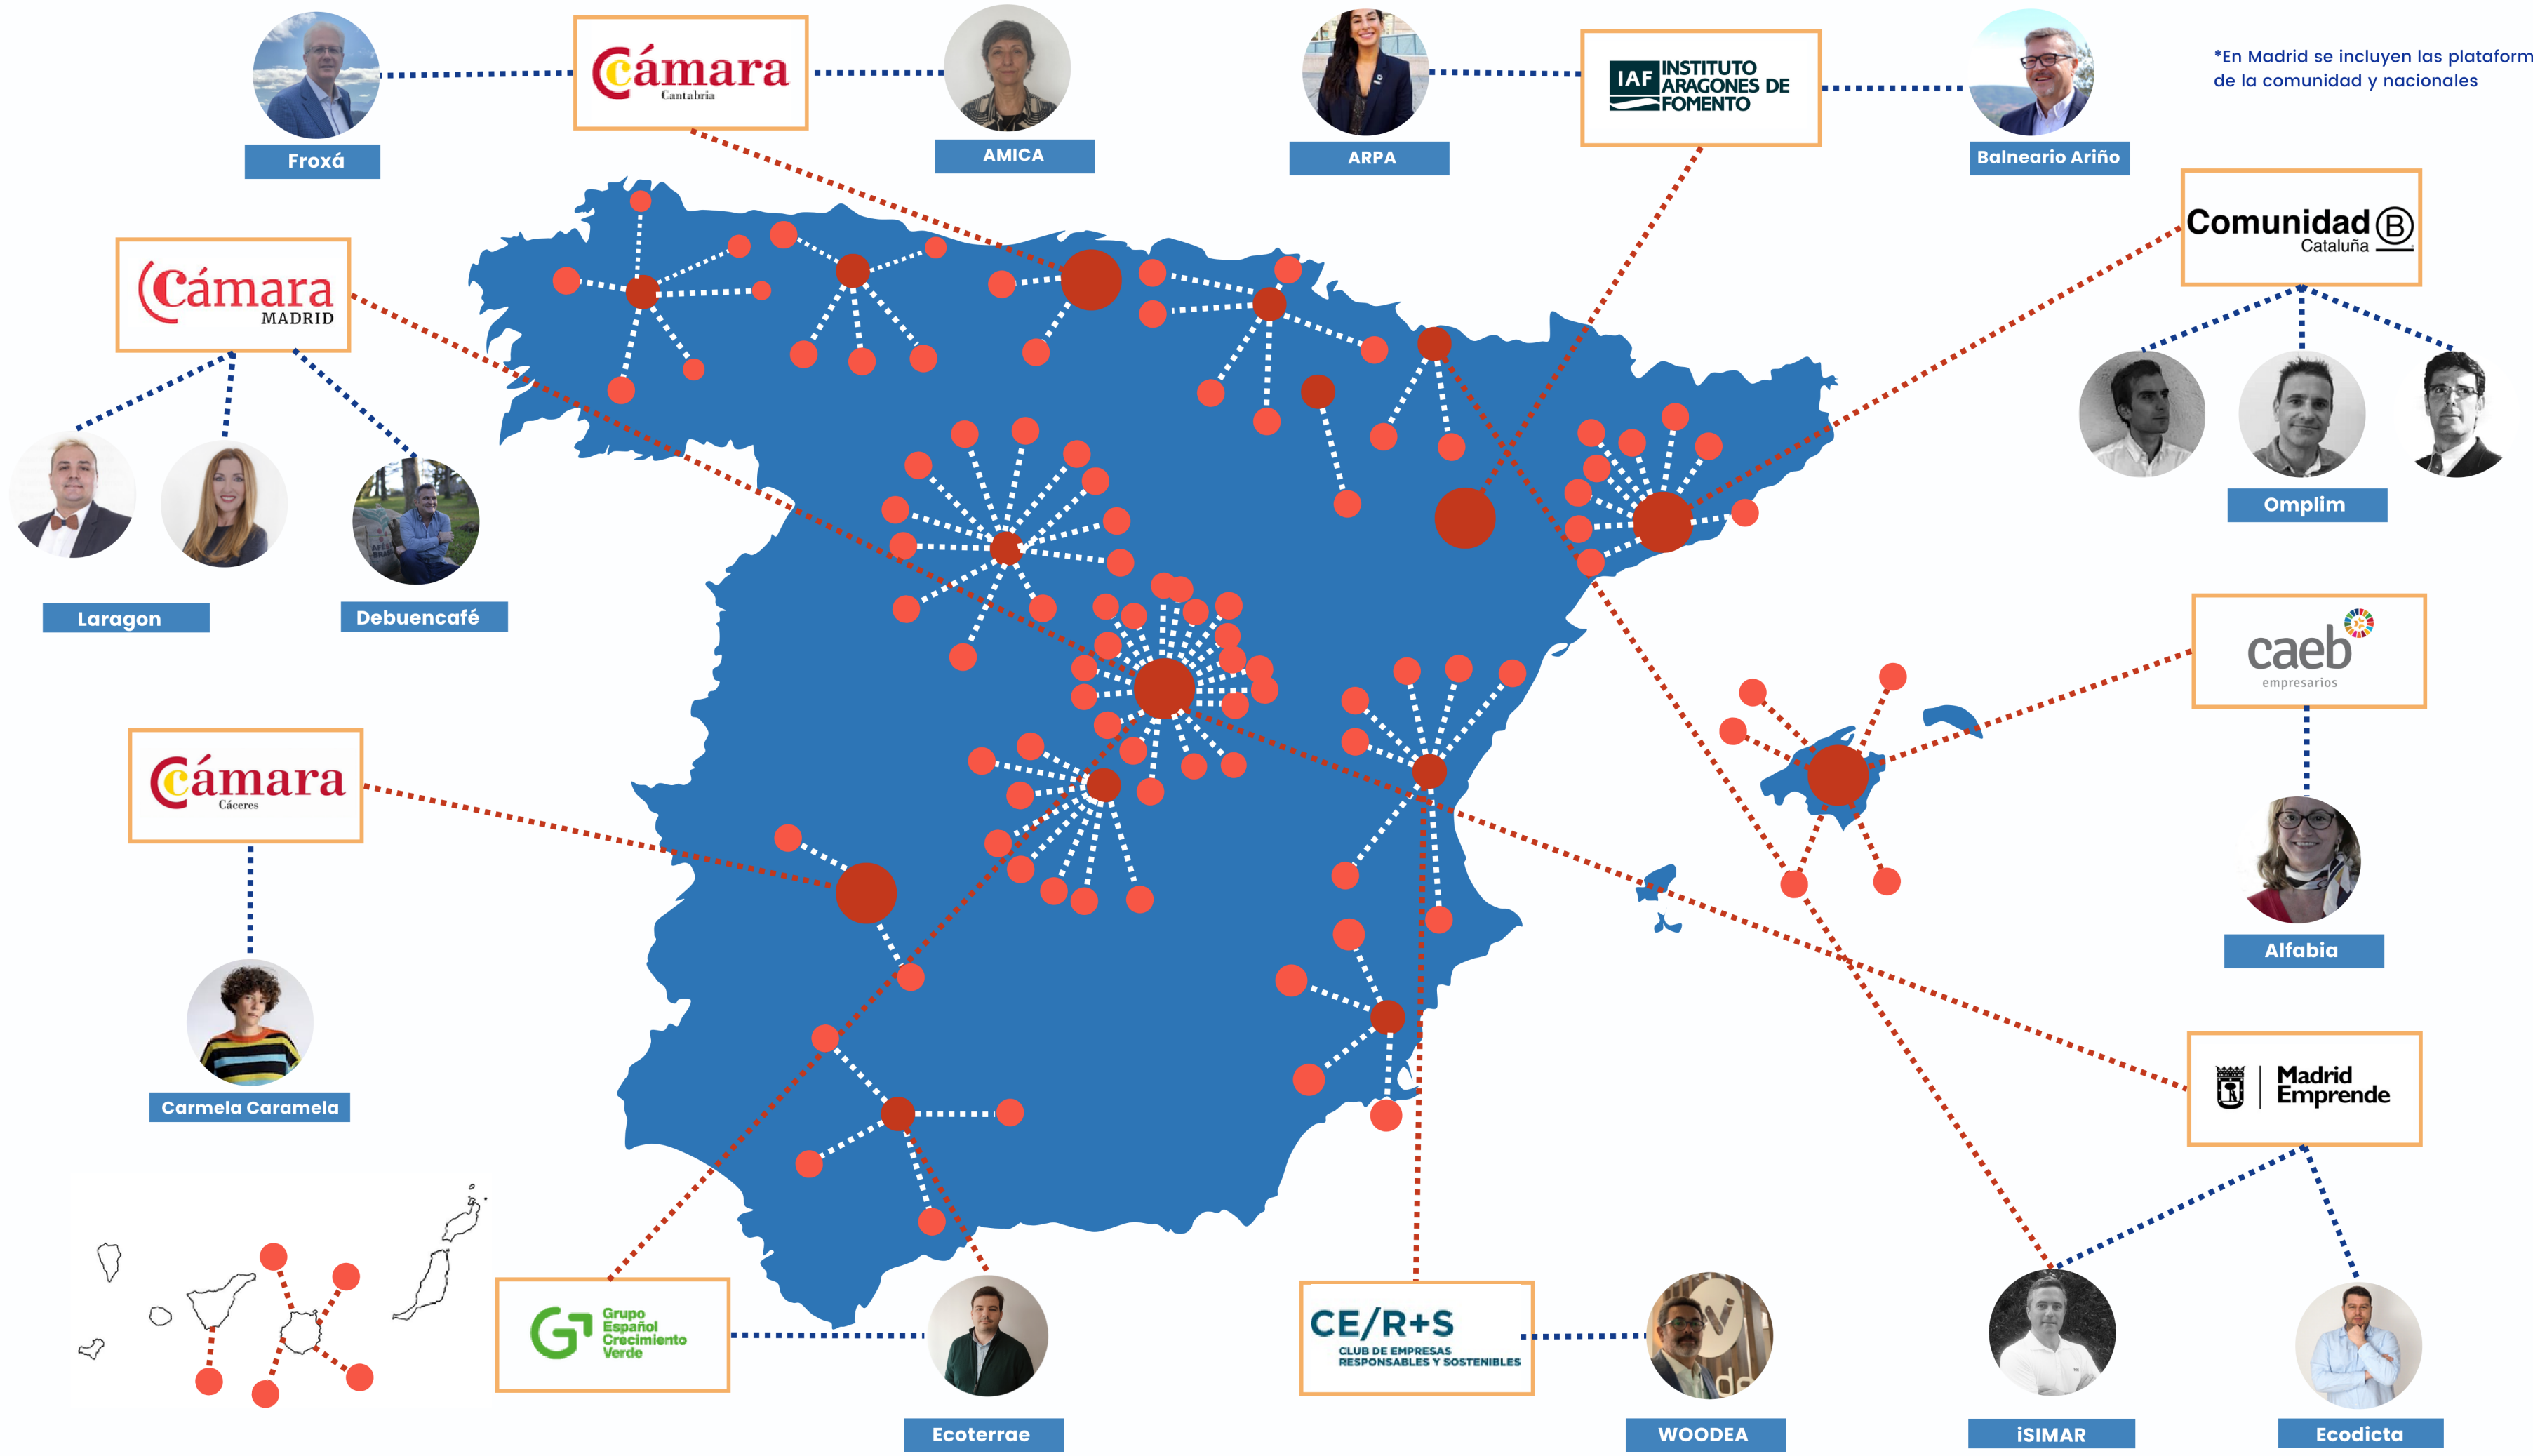 Cámara
Cantabria
IAF INSTITUTO
ARAGONES DE
FOMENTO
*En Madrid se incluyen las plataform
de la comunidad y nacionales
Froxá
AMICA
ARPA
Balneario Ariño
Comunidad B
Cataluña
Cámara
MADRID
Omplim
Laragon
Debuencafé
caeb
empresarios
Cámara
Cáceres
Alfabia
Carmela Caramela
Madrid
Emprende
Grupo
Español
Crecimiento
Verde
CE/R+S
CLUB DE EMPRESAS
RESPONSABLES Y SOSTENIBLES
Ecoterrae
WOODEA
iSIMAR
Ecodicta